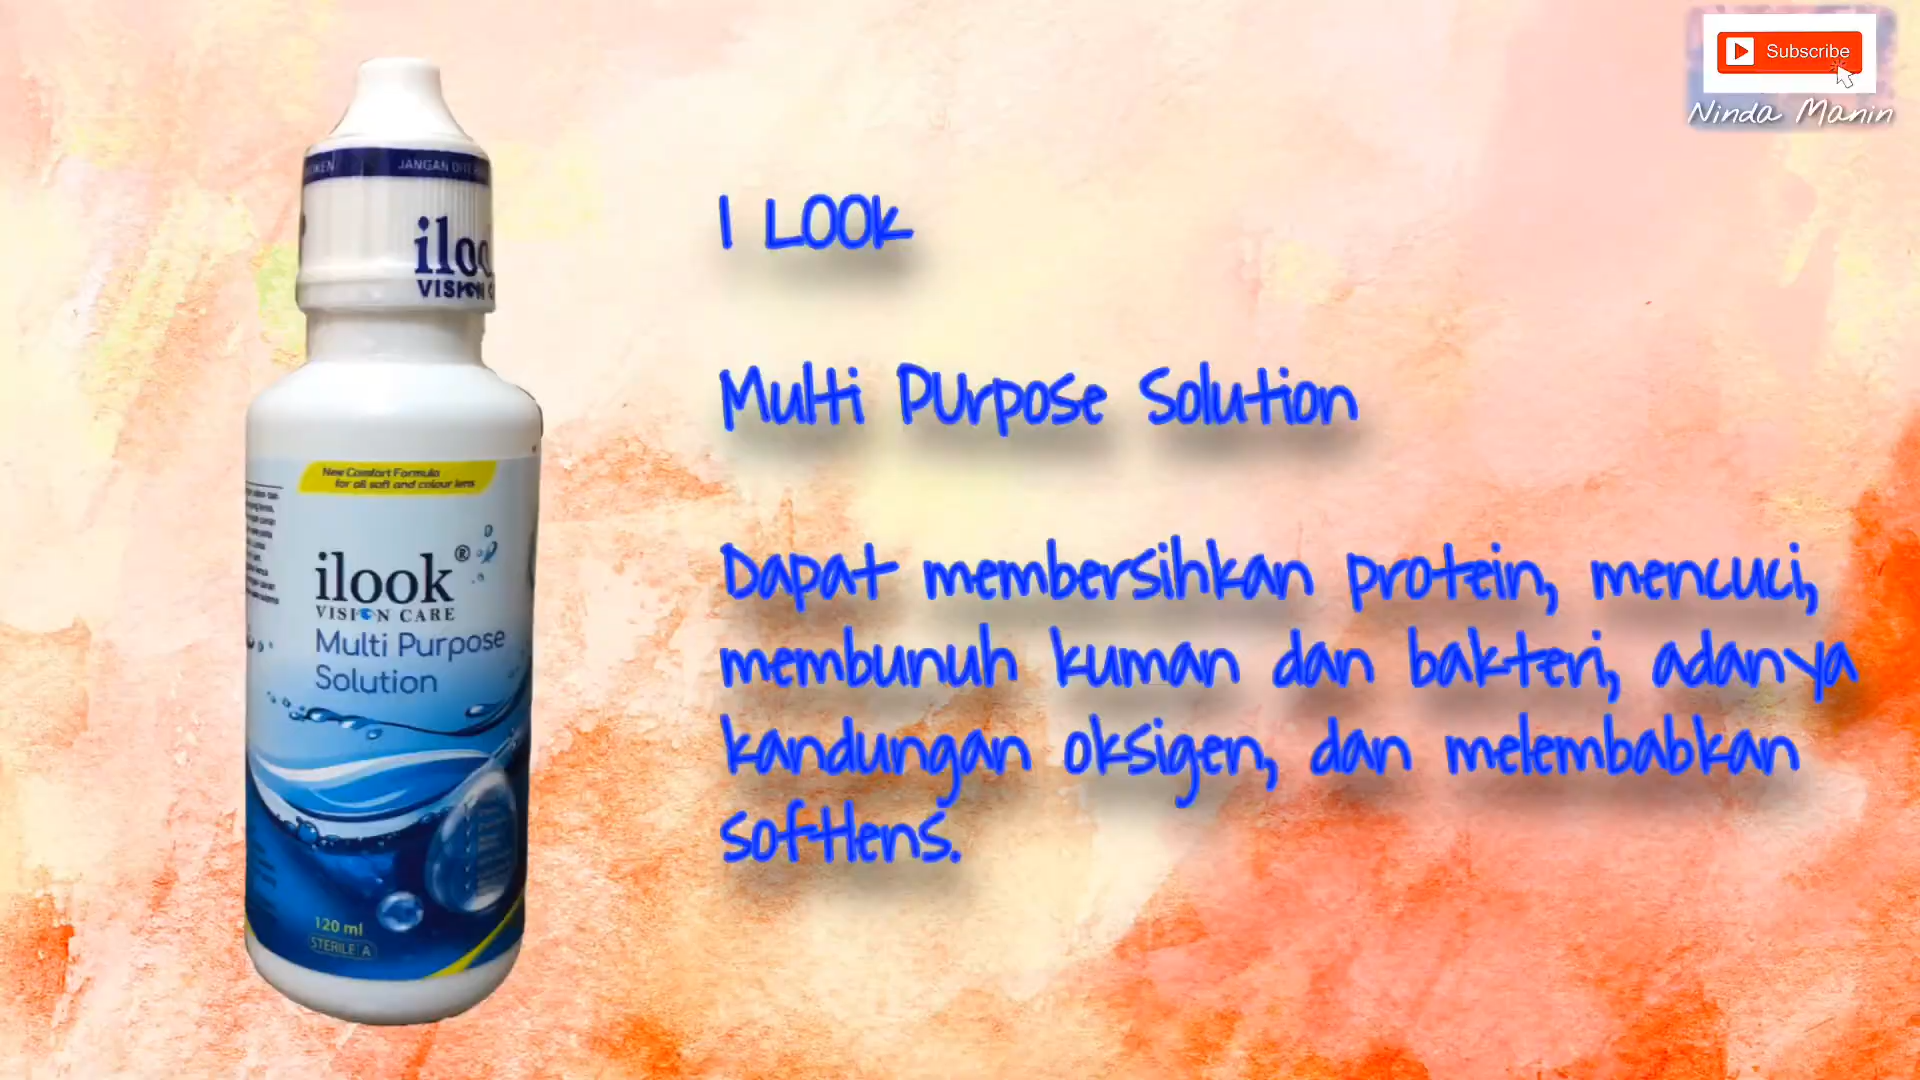 Subscribe
Ninda Manin
JANGAN
iloo
VISION
I LOOK
Multi Purpose Solution
New Comfort Formula
for all soft and colour lens
ilook®
VISION CARE
Multi Purpose
Solution
Dapat membersihkan protein, mencuci,
membunuh kuman dan bakteri, adanya
kandungan oksigen, dan melembabkan
softlens.
120 ml
STERILE A